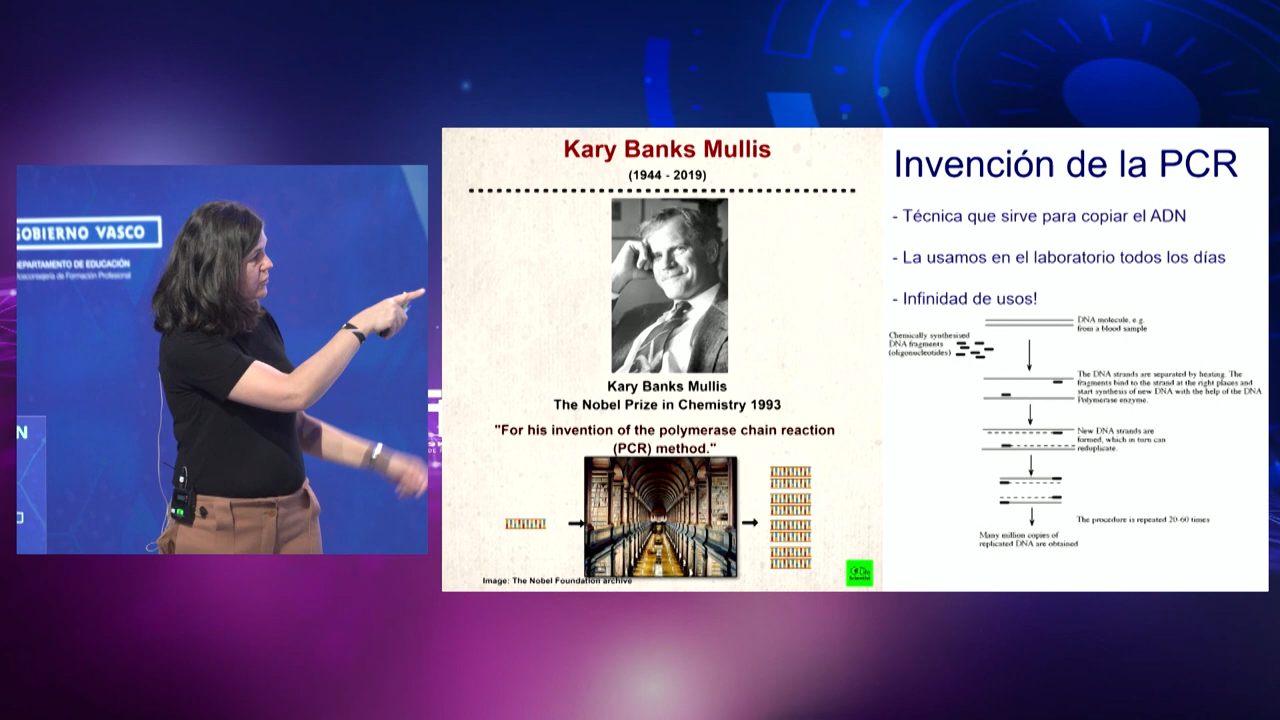 GOBIERNO VASCO
DEPARTAMENTO DE EDUCACIÓN
Viceconsejería de Formación Profesional
N
Kary Banks Mullis
(1944 - 2019)
Kary Banks Mullis
The Nobel Prize in Chemistry 1993
"For his invention of the polymerase chain reaction
(PCR) method."
Image: The Nobel Foundation archive
Life
Scientist
Invención de la PCR
- Técnica que sirve para copiar el ADN
- La usamos en el laboratorio todos los días
- Infinidad de usos!
DNA molecule, e.g.
from a blood sample
Chemically synthesised
DNA fragments
(oligonucleotides)
The DNA strands are separated by heating. The
fragments bind to the strand at the right places and
start synthesis of new DNA with the help of the DNA
Polymerase enzyme.
New DNA strands are
formed, which in turn can
reduplicate.
The procedure is repeated 20-60 times
Many million copies of
replicated DNA are obtained